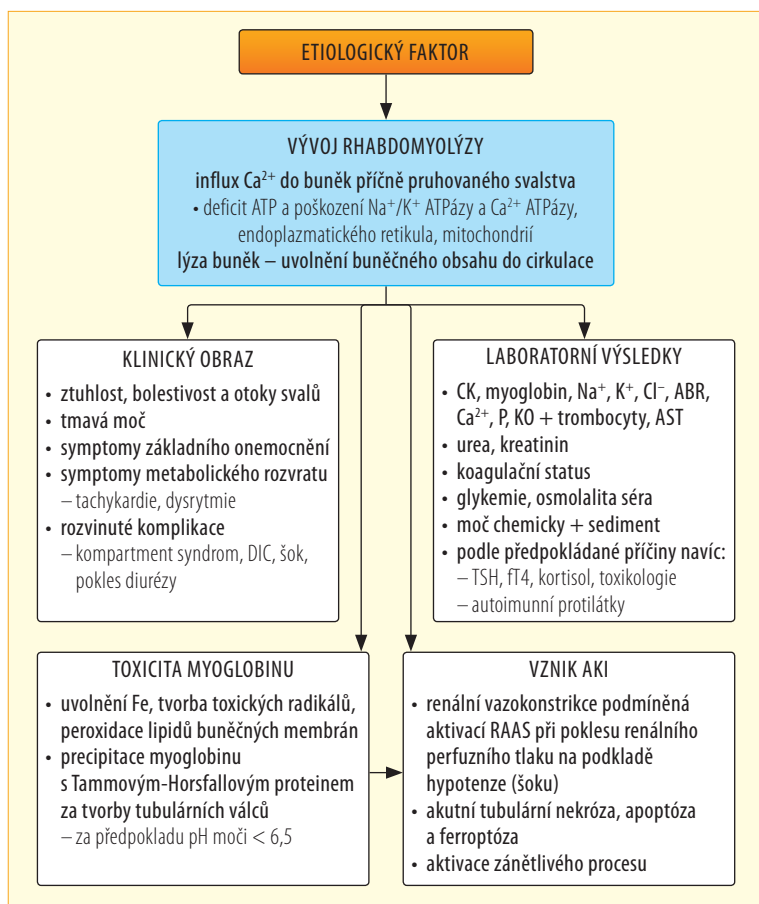 ETIOLOGICKÝ FAKTOR
VÝVOJ RHABDOMYOLÝZY
influx Ca²⁺ do buněk příčně pruhovaného svalstva
• deficit ATP a poškození Na⁺/K⁺ ATPázy a Ca²⁺ ATPázy,
endoplazmatického retikula, mitochondrií
lýza buněk – uvolnění buněčného obsahu do cirkulace
KLINICKÝ OBRAZ
• ztuhlost, bolestivost a otoky svalů
• tmavá moč
• symptomy základního onemocnění
• symptomy metabolického rozvratu
– tachykardie, dysrytmie
• rozvinuté komplikace
– kompartment syndrom, DIC, šok,
pokles diurézy
LABORATORNÍ VÝSLEDKY
• CK, myoglobin, Na⁺, K⁺, Cl⁻, ABR,
Ca²⁺, P, KO + trombocyty, AST
• urea, kreatinin
• koagulační status
• glykemie, osmolalita séra
• moč chemicky + sediment
• podle předpokládané příčiny navíc:
– TSH, fT4, kortisol, toxikologie
– autoimunní protilátky
TOXICITA MYOGLOBINU
• uvolnění Fe, tvorba toxických radikálů,
peroxidace lipidů buněčných membrán
• precipitace myoglobinu
s Tammovým-Horsfallovým proteinem
za tvorby tubulárních válců
– za předpokladu pH moči < 6,5
VZNIK AKI
• renální vazokonstrikce podmíněná
aktivací RAAS při poklesu renálního
perfuzního tlaku na podkladě
hypotenze (šoku)
• akutní tubulární nekróza, apoptóza
a ferroptóza
• aktivace zánětlivého procesu